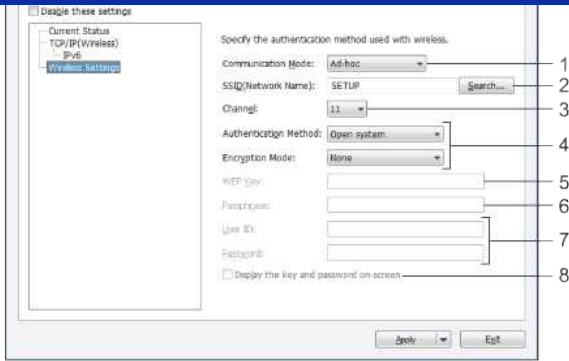 Disable these settings
Current Status
TCP/IP(Wireless)
IPv6
Wireless Settings
Specify the authentication method used with wireless.
Communication Mode: Ad-hoc 1
SSID(Network Name): SETUP Search... 2
Channel: 11 3
Authentication Method: Open system 4
Encryption Mode: None
WEP Key: 5
Passphrase: 6
User ID: 7
Password:
Display the key and password on-screen 8
Apply Exit